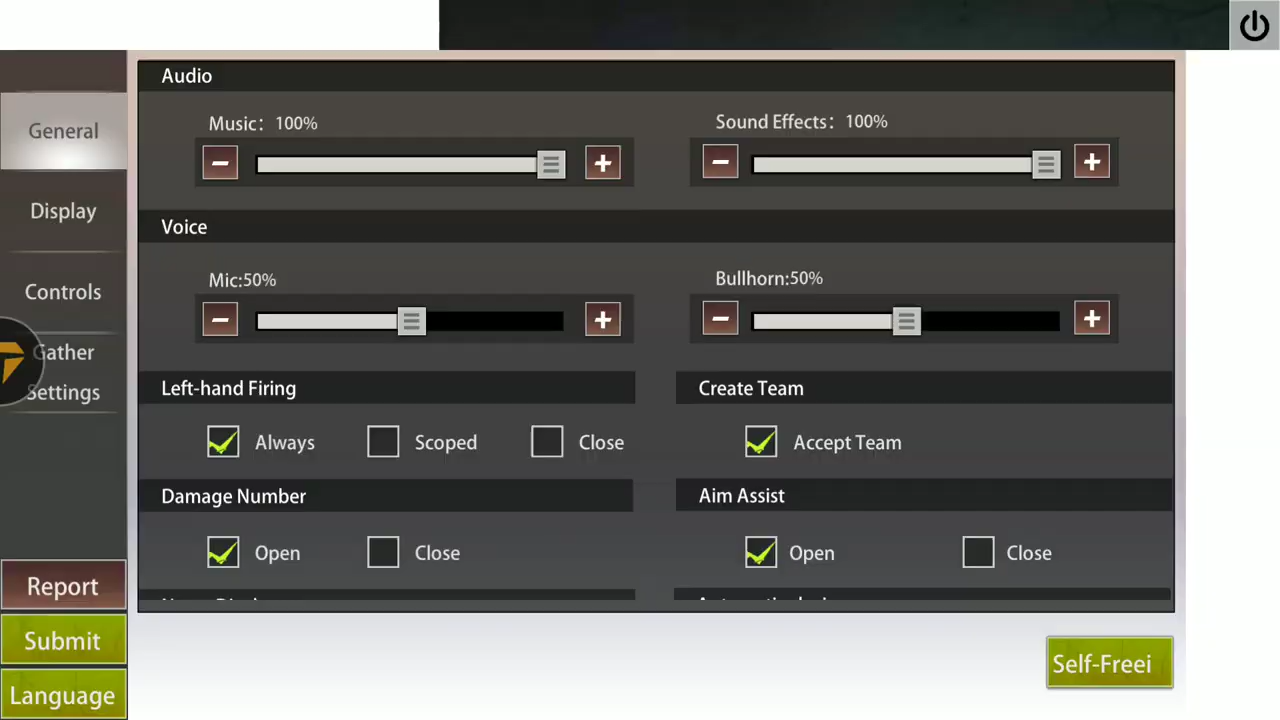 Audio
Music: 100%
Sound Effects: 100%
Voice
Mic:50%
Bullhorn:50%
Left-hand Firing
Create Team
Always
Scoped
Close
Accept Team
Damage Number
Aim Assist
Open
Close
Open
Close
General
Display
Controls
Gather
Settings
Report
Submit
Language
Self-Freei